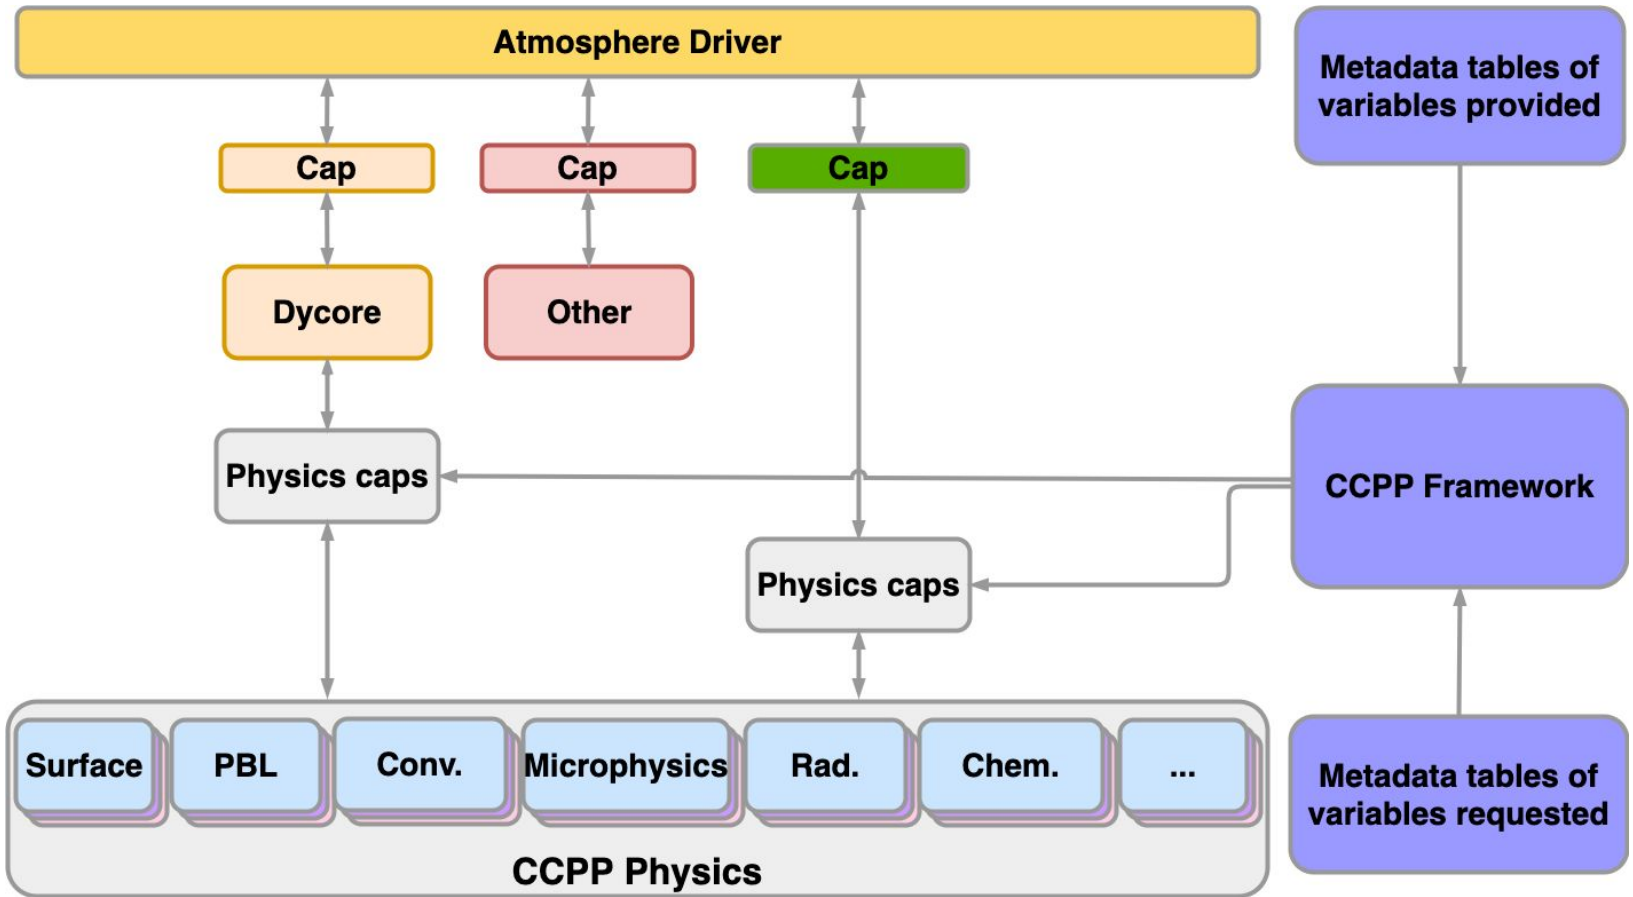 Atmosphere Driver
Metadata tables of
variables provided
Cap
Cap
Cap
Dycore
Other
Physics caps
CCPP Framework
Physics caps
Surface
PBL
Conv.
Microphysics
Rad.
Chem.
...
Metadata tables of
variables requested
CCPP Physics